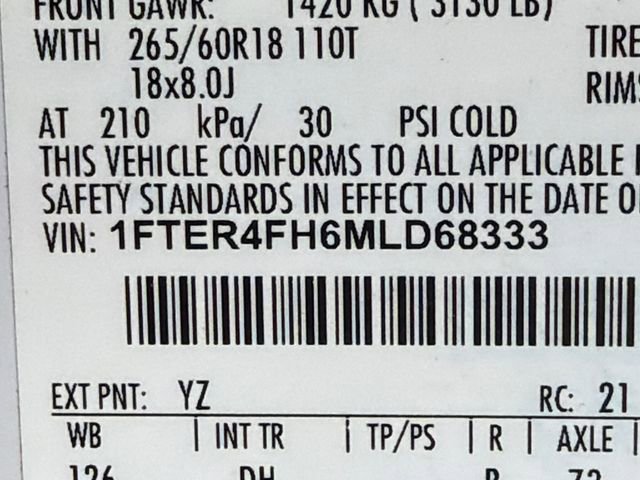 FRONT GAWR: 1420 KG ( 3130 LB)
WITH 265/60R18 110T TIRE
18x8.0J RIMS
AT 210 kPa/ 30 PSI COLD
THIS VEHICLE CONFORMS TO ALL APPLICABLE
SAFETY STANDARDS IN EFFECT ON THE DATE O
VIN: 1FTER4FH6MLD68333
EXT PNT: YZ RC: 21
WB INT TR TP/PS R AXLE
126 DH